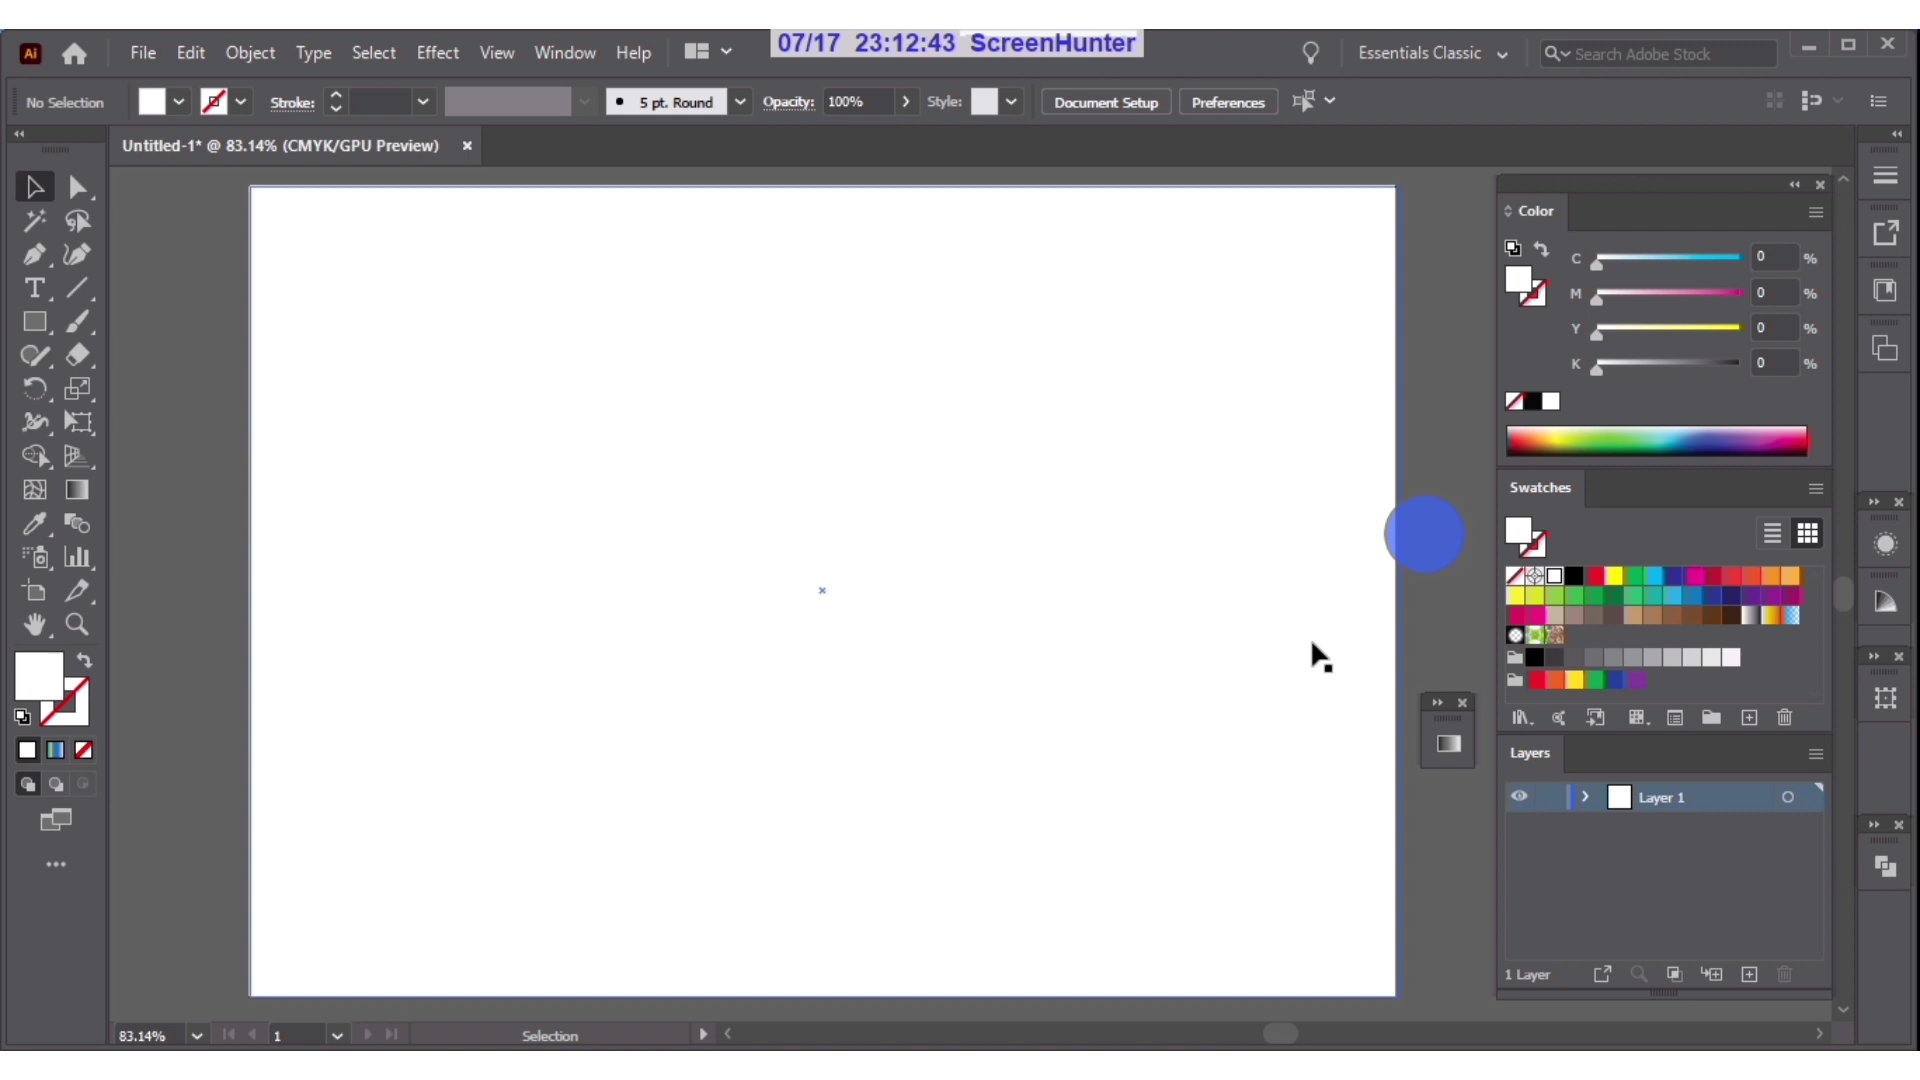 07/17 23:12:43 ScreenHunter
Ai
File Edit Object Type Select Effect View Window Help
Essentials Classic
Search Adobe Stock
No Selection
Stroke:
5 pt. Round
Opacity: 100%
Style:
Document Setup
Preferences
Untitled-1* @ 83.14% (CMYK/GPU Preview)
Color
C 0 %
M 0 %
Y 0 %
K 0 %
Swatches
Layers
Layer 1
1 Layer
83.14%
1
Selection